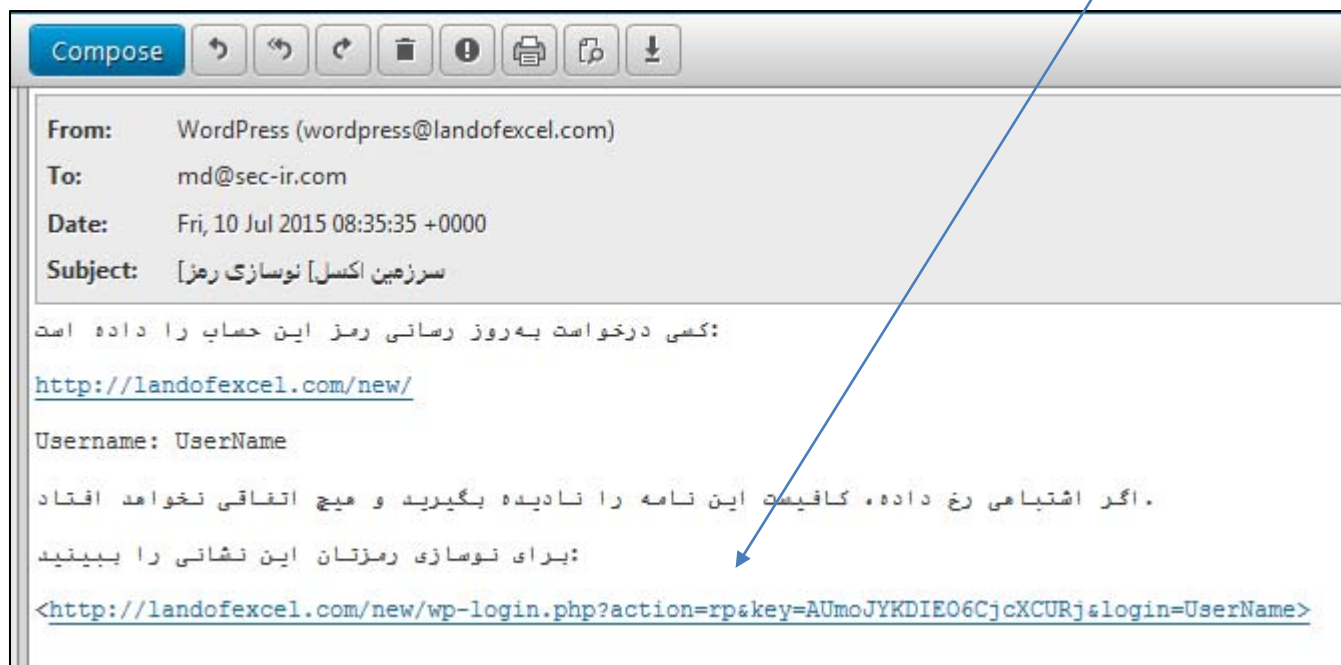 Compose
From: WordPress (wordpress@landofexcel.com)
To: md@sec-ir.com
Date: Fri, 10 Jul 2015 08:35:35 +0000
Subject: [سرزمین اکسل] نوسازی رمز
کسی درخواست به‌روز رسانی رمز این حساب را داده است:
http://landofexcel.com/new/
Username: UserName
اگر اشتباهی رخ داده، کافیست این نامه را نادیده بگیرید و هیچ اتفاقی نخواهد افتاد.
برای نوسازی رمزتان این نشانی را ببینید:
<http://landofexcel.com/new/wp-login.php?action=rp&key=AUmoJYKDIEO6CjcXCURj&login=UserName>